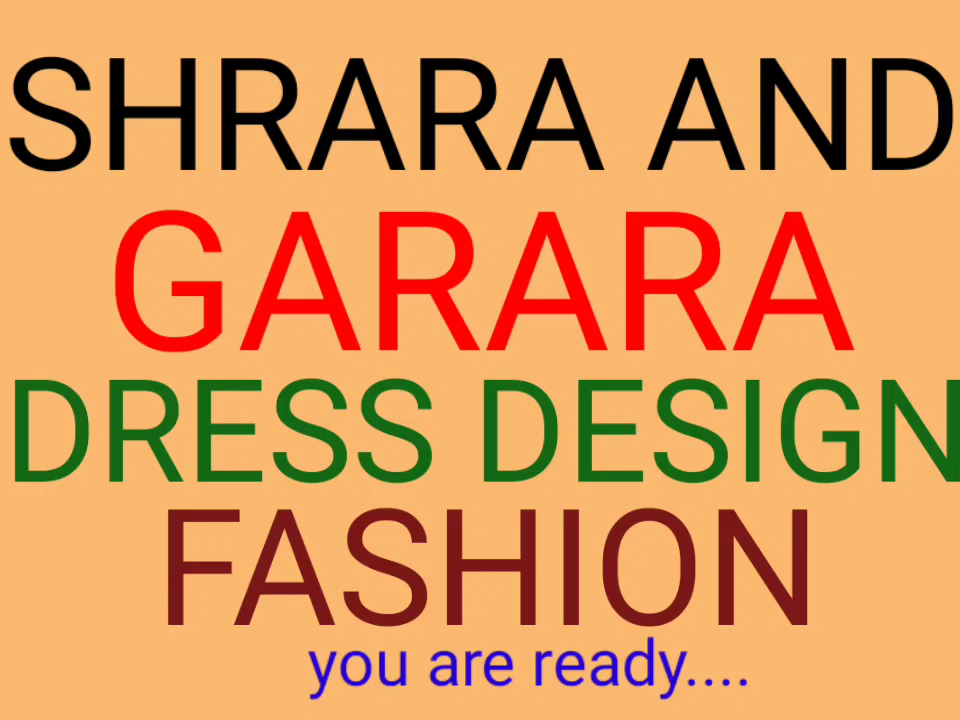 SHRARA AND
GARARA
DRESS DESIGN
FASHION
you are ready....